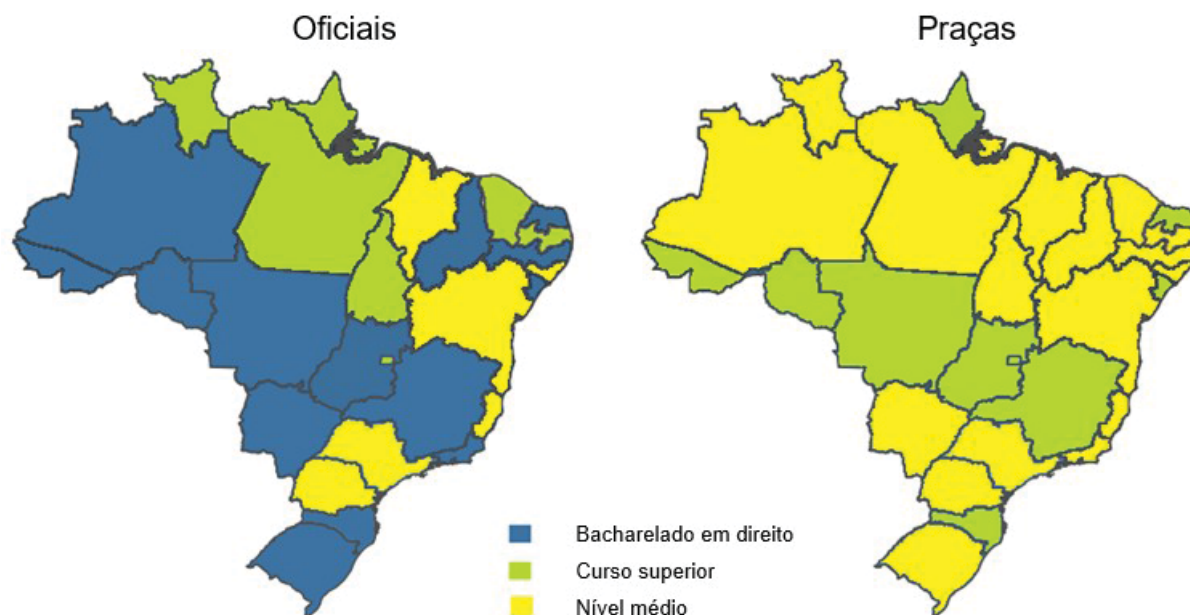 Oficiais
Praças
Bacharelado em direito
Curso superior
Nível médio